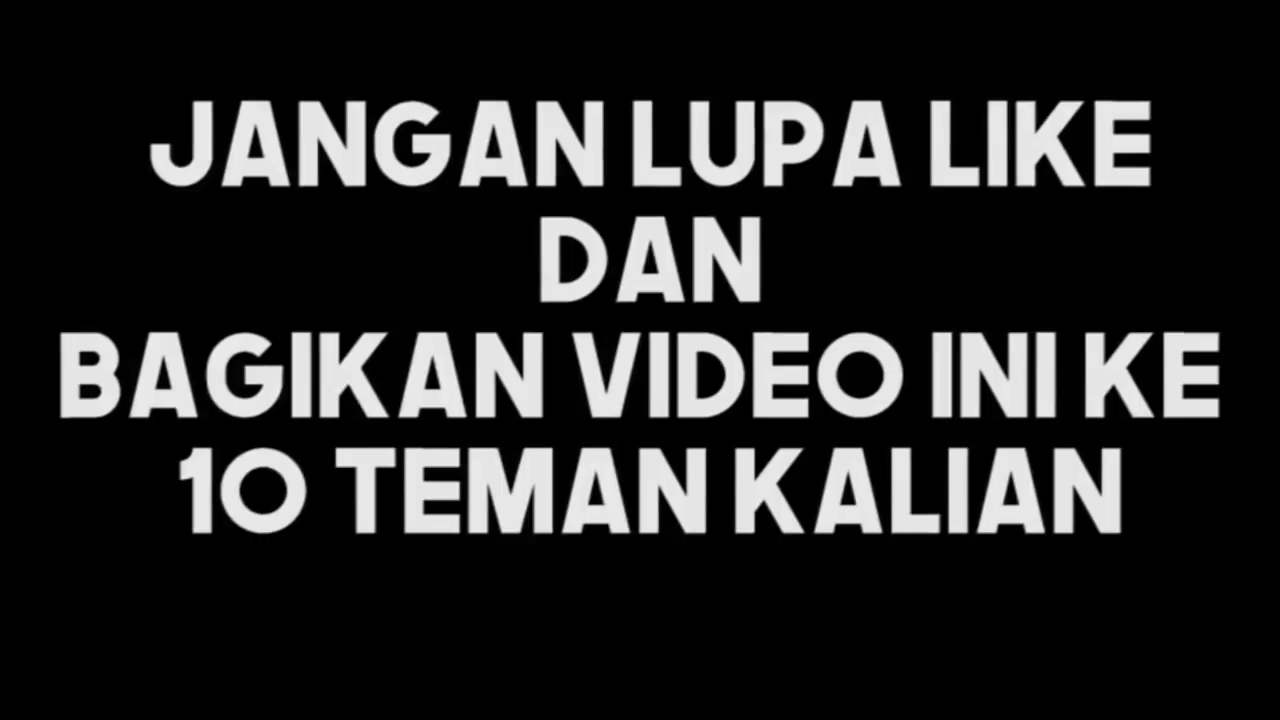 JANGAN LUPA LIKE
DAN
BAGIKAN VIDEO INI KE
10 TEMAN KALIAN